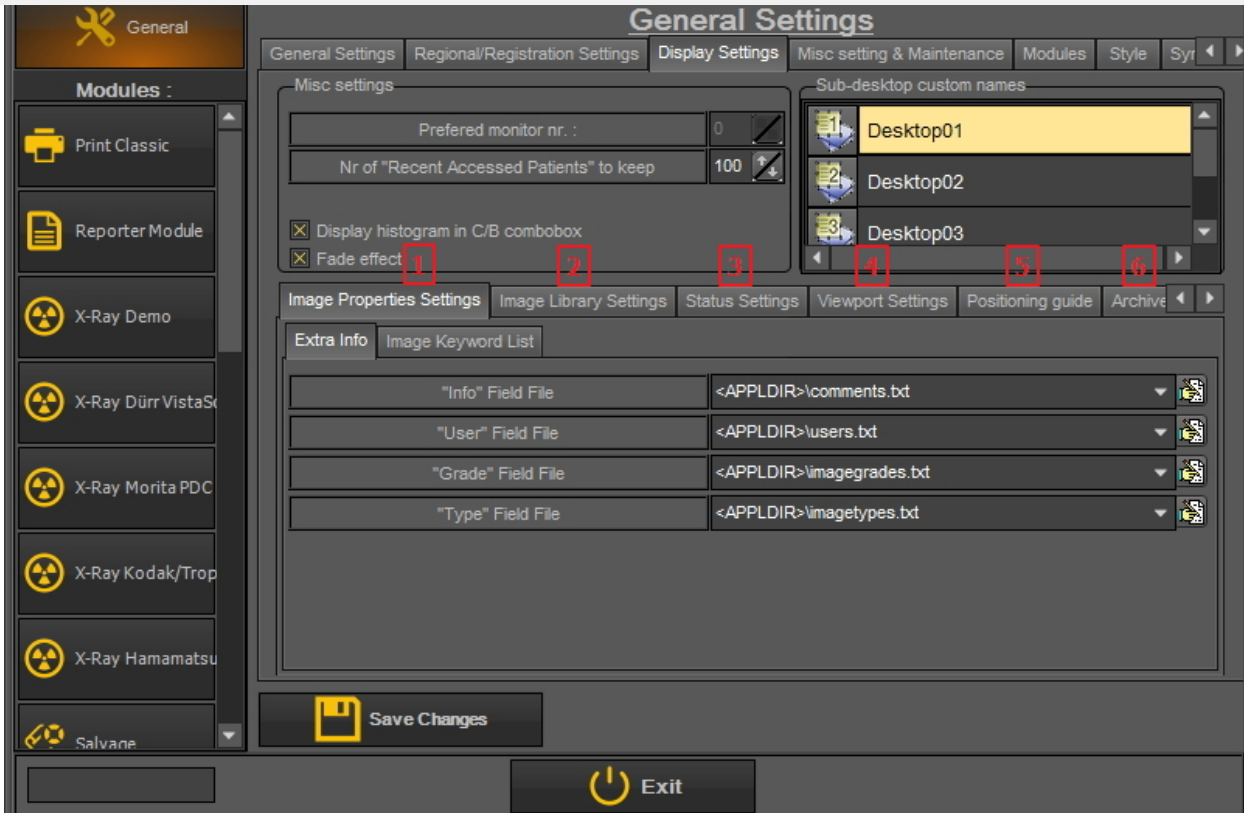 General
General Settings
General Settings Regional/Registration Settings Display Settings Misc setting & Maintenance Modules Style Syr
Modules :
Print Classic
Reporter Module
X-Ray Demo
X-Ray Dürr VistaSc
X-Ray Morita PDC
X-Ray Kodak/Trop
X-Ray Hamamatsu
Salvage
Misc settings
Prefered monitor nr. : 0
Nr of "Recent Accessed Patients" to keep 100
Display histogram in C/B combobox
Fade effect
Sub-desktop custom names
1 Desktop01
2 Desktop02
3 Desktop03
1 2 3 4 5 6
Image Properties Settings Image Library Settings Status Settings Viewport Settings Positioning guide Archive
Extra Info Image Keyword List
"Info" Field File <APPLDIR>\comments.txt
"User" Field File <APPLDIR>\users.txt
"Grade" Field File <APPLDIR>\imagegrades.txt
"Type" Field File <APPLDIR>\imagetypes.txt
Save Changes
Exit